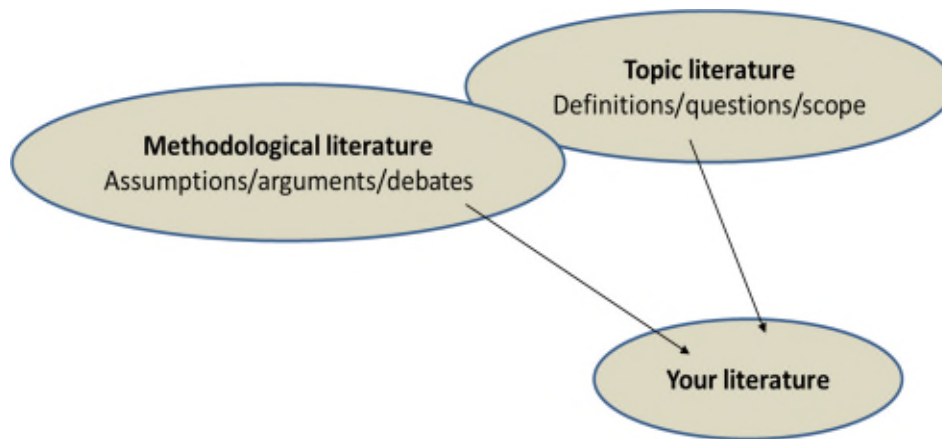 Topic literature
Definitions/questions/scope
Methodological literature
Assumptions/arguments/debates
Your literature